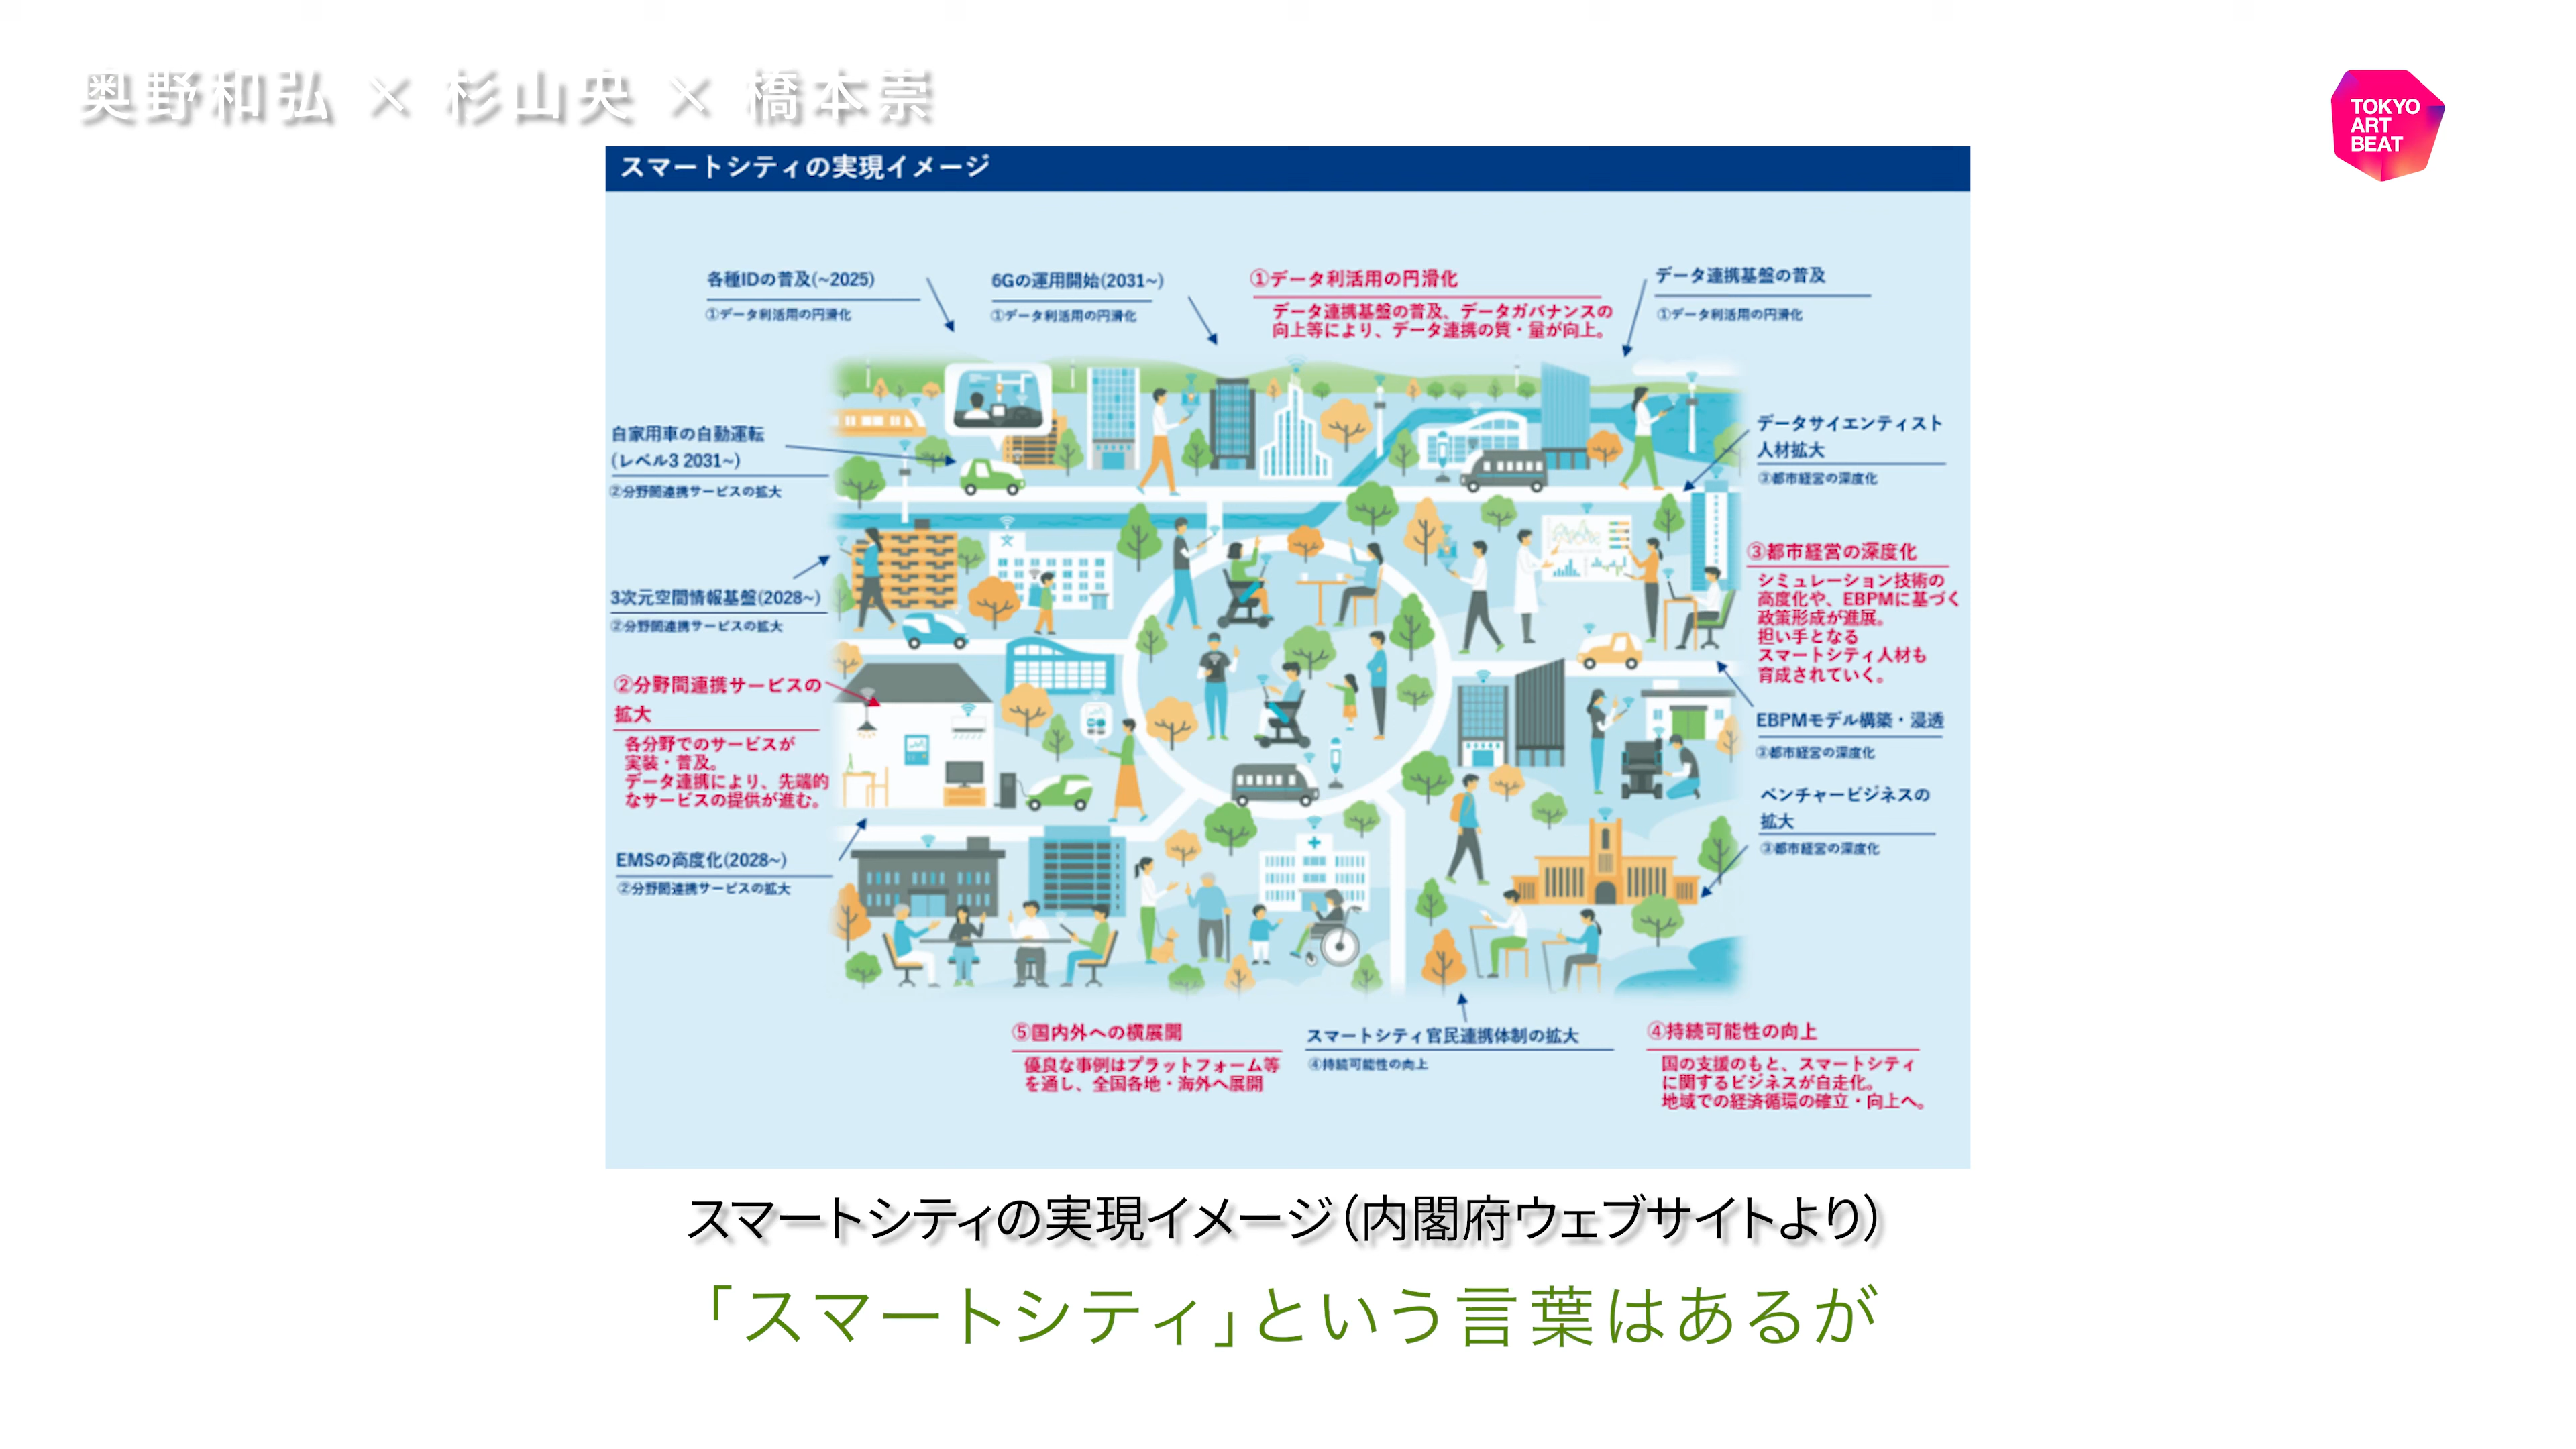 奥野和弘 × 杉山央 × 橋本崇
TOKYO
ART
BEAT
スマートシティの実現イメージ
各種IDの普及(~2025)
①データ利活用の円滑化
6Gの運用開始(2031~)
①データ利活用の円滑化
①データ利活用の円滑化
データ連携基盤の普及、データガバナンスの
向上等により、データ連携の質・量が向上。
データ連携基盤の普及
①データ利活用の円滑化
自家用車の自動運転
(レベル3 2031~)
②分野間連携サービスの拡大
3次元空間情報基盤(2028~)
②分野間連携サービスの拡大
②分野間連携サービスの
拡大
各分野でのサービスが
実装・普及。
データ連携により、先端的
なサービスの提供が進む。
EMSの高度化(2028~)
②分野間連携サービスの拡大
データサイエンティスト
人材拡大
③都市経営の深度化
③都市経営の深度化
シミュレーション技術の
高度化や、EBPMに基づく
政策形成が進展。
担い手となる
スマートシティ人材も
育成されていく。
EBPMモデル構築・浸透
③都市経営の深度化
ベンチャービジネスの
拡大
③都市経営の深度化
⑤国内外への横展開
優良な事例はプラットフォーム等
を通し、全国各地・海外へ展開
スマートシティ官民連携体制の拡大
④持続可能性の向上
④持続可能性の向上
国の支援のもと、スマートシティ
に関するビジネスが自走化。
地域での経済循環の確立・向上へ。
スマートシティの実現イメージ（内閣府ウェブサイトより）
「スマートシティ」という言葉はあるが